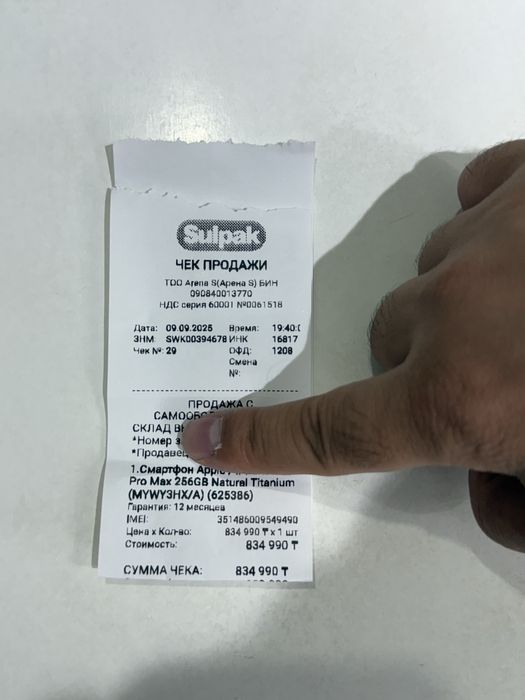 Sulpak
ЧЕК ПРОДАЖИ
ТОО Arena S(Арена S) БИН
090840013770
НДС серия 60001 №0061518
Дата: 09.09.2025 Время: 19:40:
ЗНМ: SWK00394678 ИНК 16817
Чек №: 29 ОФД: 1208
Смена
№:
ПРОДАЖА С
САМООБ
СКЛАД
*Номер
*Продавец
1.Смартфон Apple
Pro Max 256GB Natural Titanium
(MYWY3HX/A) (625386)
Гарантия: 12 месяцев
IMEI: 351486009549490
Цена х Кол-во: 834 990 ₸ x 1 шт
Стоимость: 834 990 ₸
СУММА ЧЕКА: 834 990 ₸